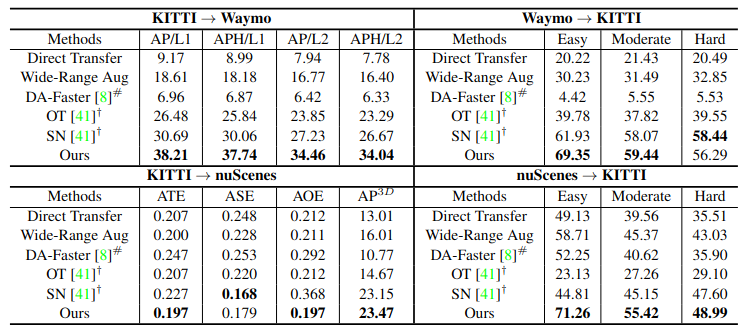 KITTI → Waymo Waymo → KITTI
Methods AP/L1 APH/L1 AP/L2 APH/L2 Methods Easy Moderate Hard
Direct Transfer 9.17 8.99 7.94 7.78 Direct Transfer 20.22 21.43 20.49
Wide-Range Aug 18.61 18.18 16.77 16.40 Wide-Range Aug 30.23 31.49 32.85
DA-Faster [8]# 6.96 6.87 6.42 6.33 DA-Faster [8]# 4.42 5.55 5.53
OT [41]† 26.48 25.84 23.85 23.29 OT [41]† 39.78 37.82 39.55
SN [41]† 30.69 30.06 27.23 26.67 SN [41]† 61.93 58.07 58.44
Ours 38.21 37.74 34.46 34.04 Ours 69.35 59.44 56.29
KITTI → nuScenes nuScenes → KITTI
Methods ATE ASE AOE AP3D Methods Easy Moderate Hard
Direct Transfer 0.207 0.248 0.212 13.01 Direct Transfer 49.13 39.56 35.51
Wide-Range Aug 0.200 0.228 0.211 16.01 Wide-Range Aug 58.71 45.37 43.03
DA-Faster [8]# 0.247 0.253 0.292 10.77 DA-Faster [8]# 52.25 40.62 35.90
OT [41]† 0.207 0.220 0.212 14.67 OT [41]† 23.13 27.26 29.10
SN [41]† 0.227 0.168 0.368 23.15 SN [41]† 44.81 45.15 47.60
Ours 0.197 0.179 0.197 23.47 Ours 71.26 55.42 48.99